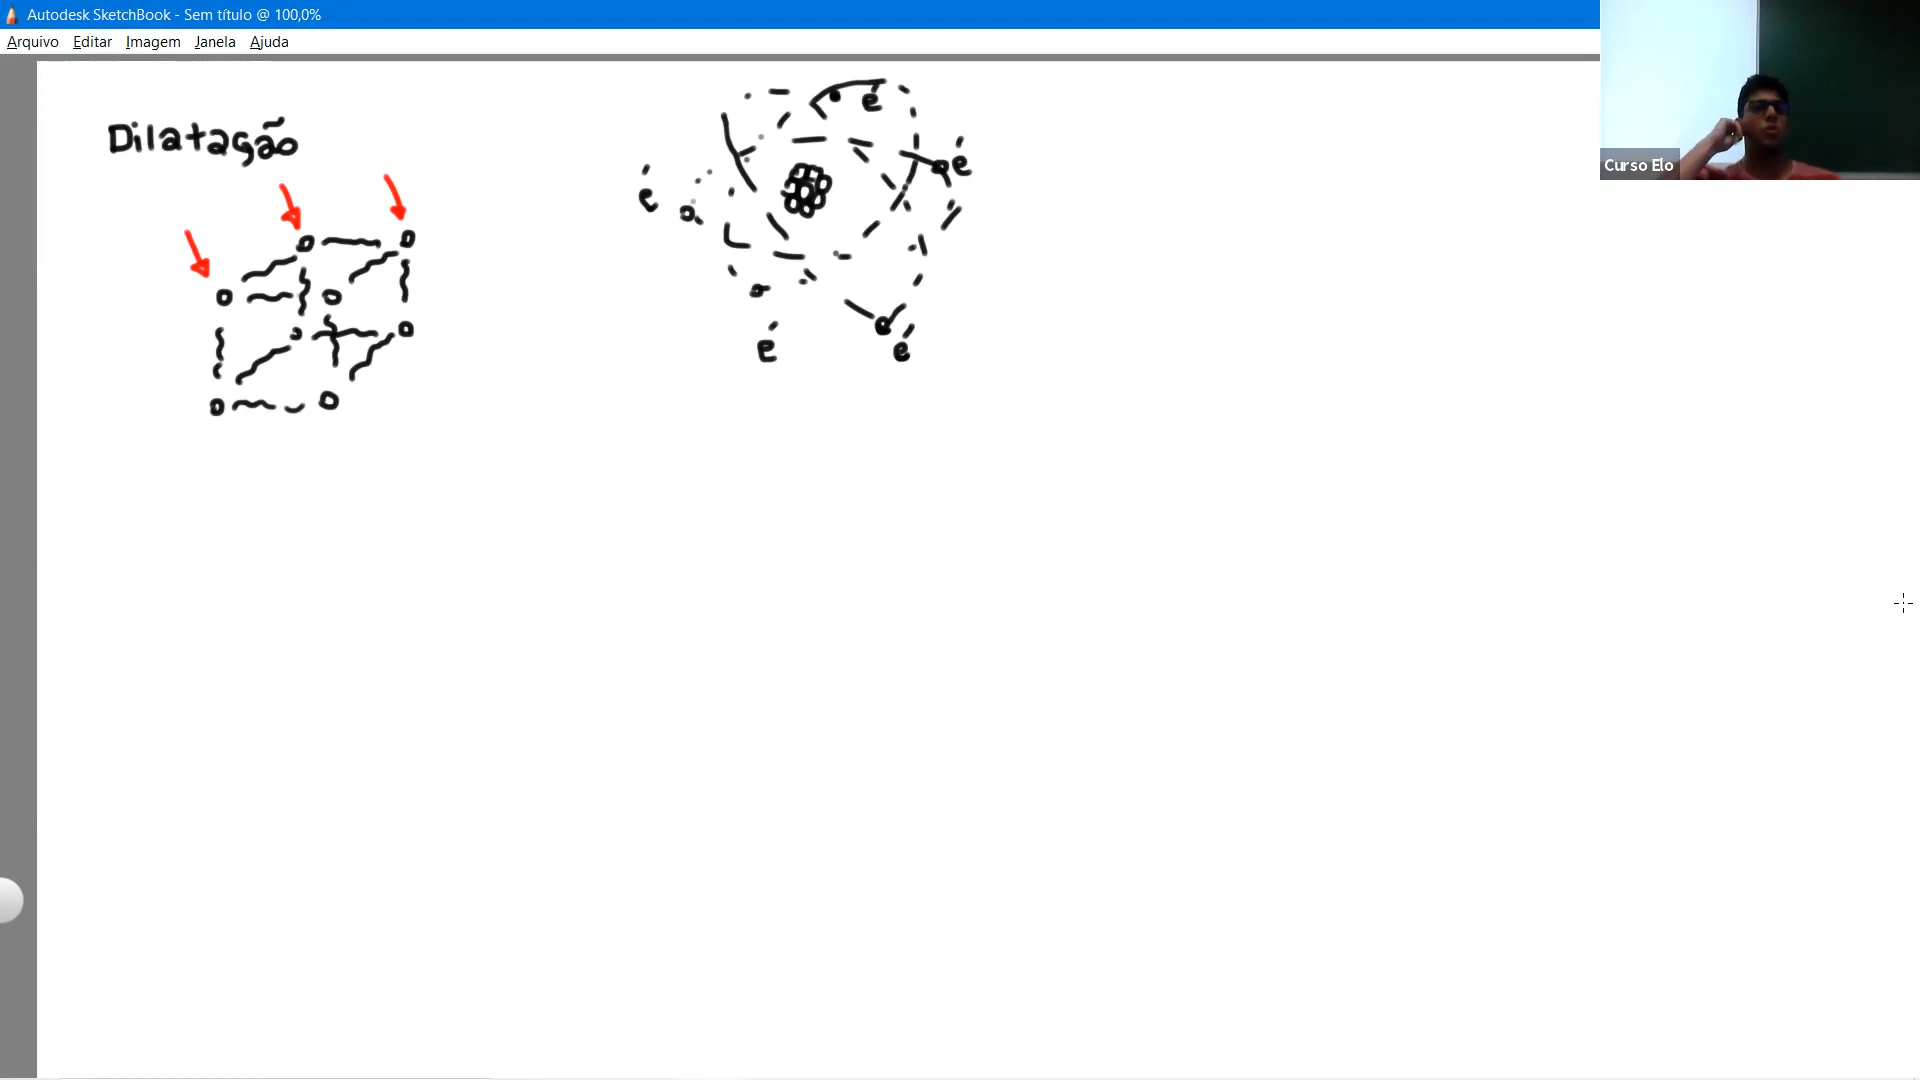 Autodesk SketchBook - Sem título @ 100,0%
Arquivo Editar Imagem Janela Ajuda
Curso Elo
Dilatação
é
é
é
é
é